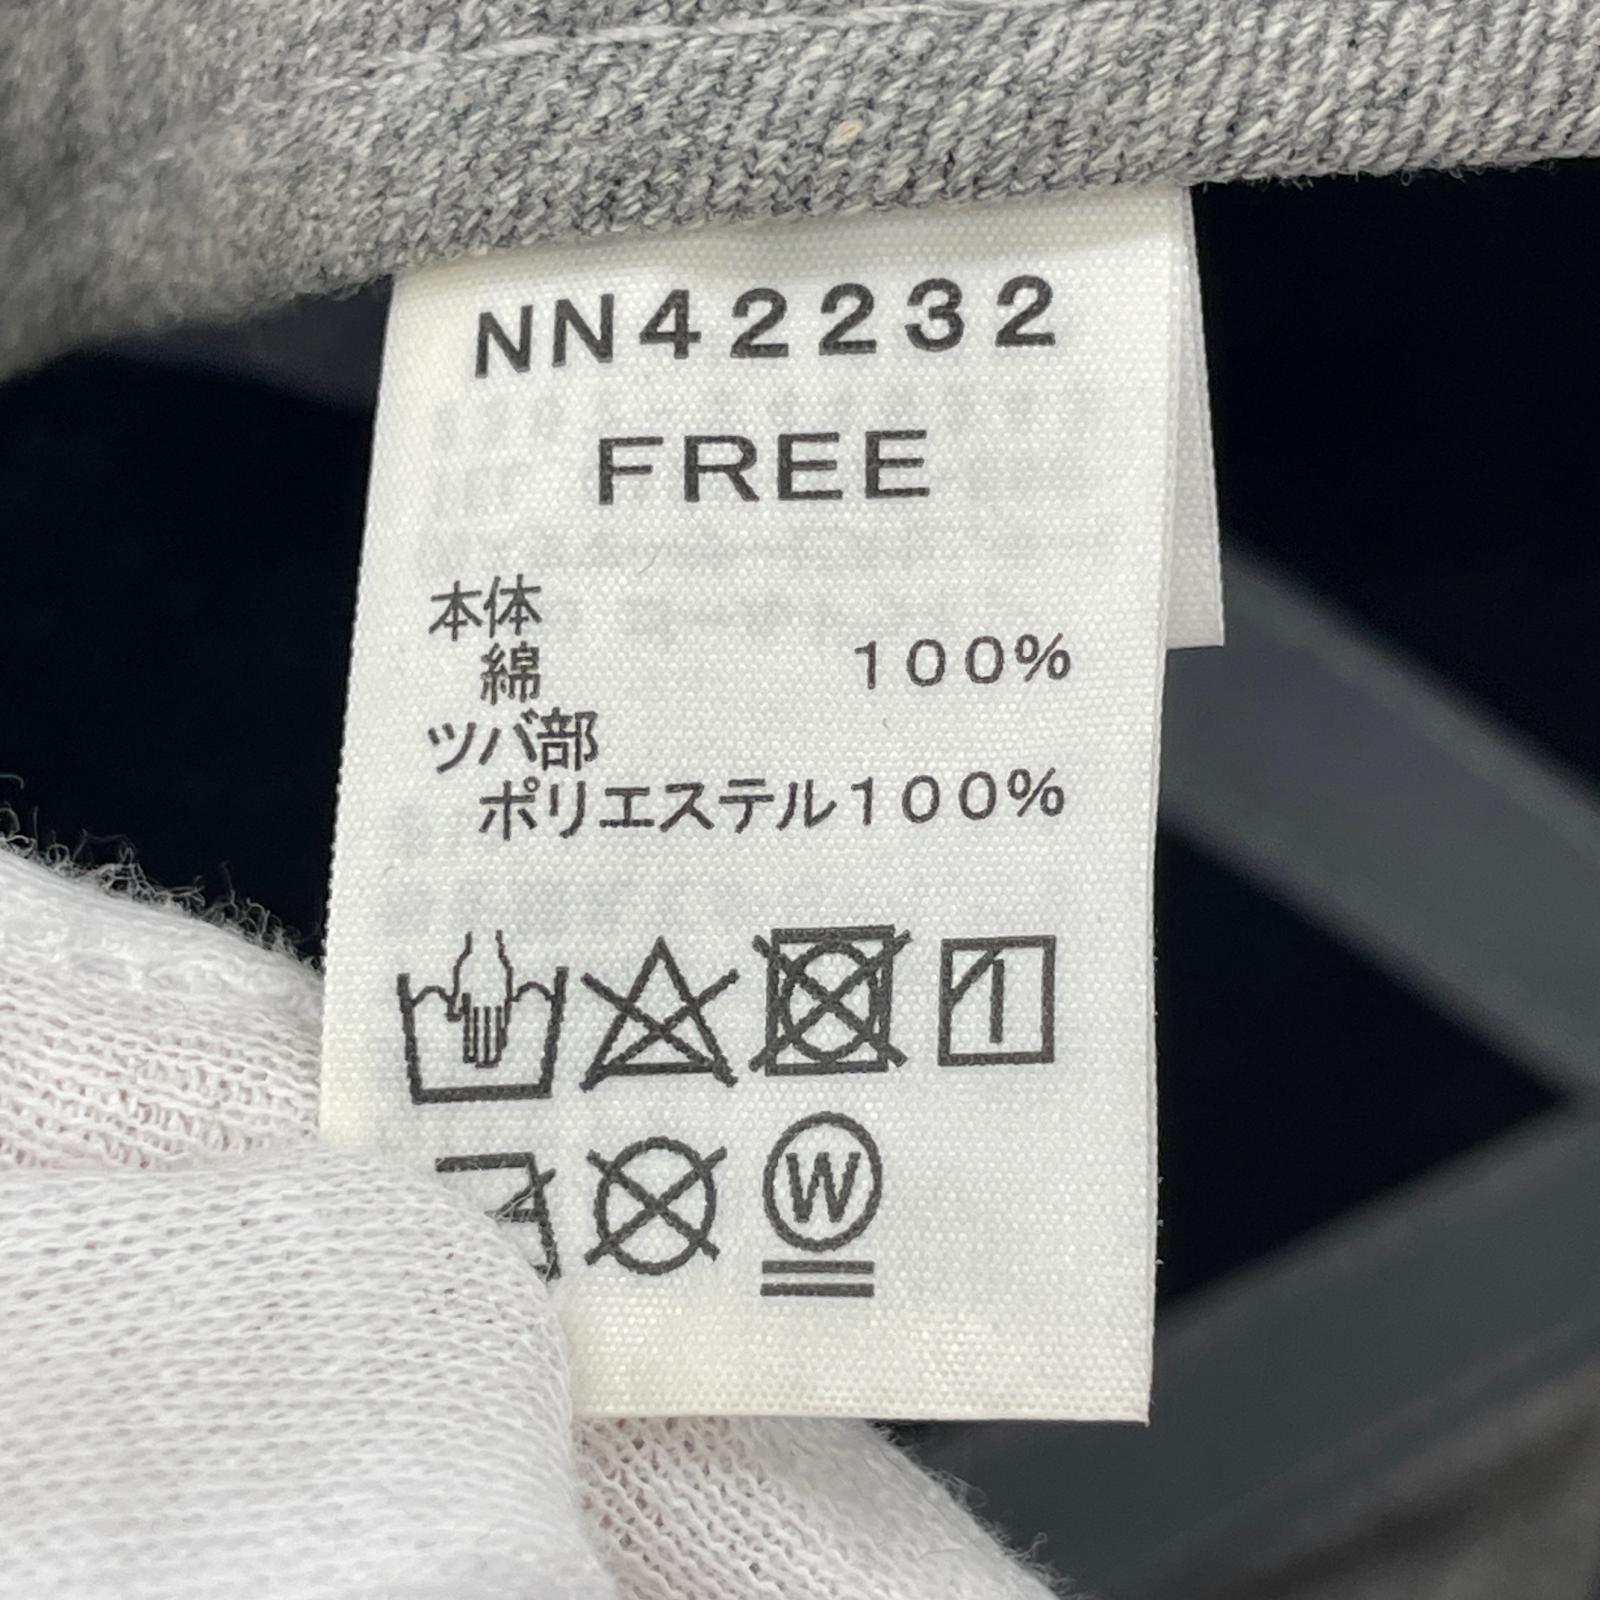 NN42232
FREE
本体
綿 100%
ツバ部
ポリエステル100%
W